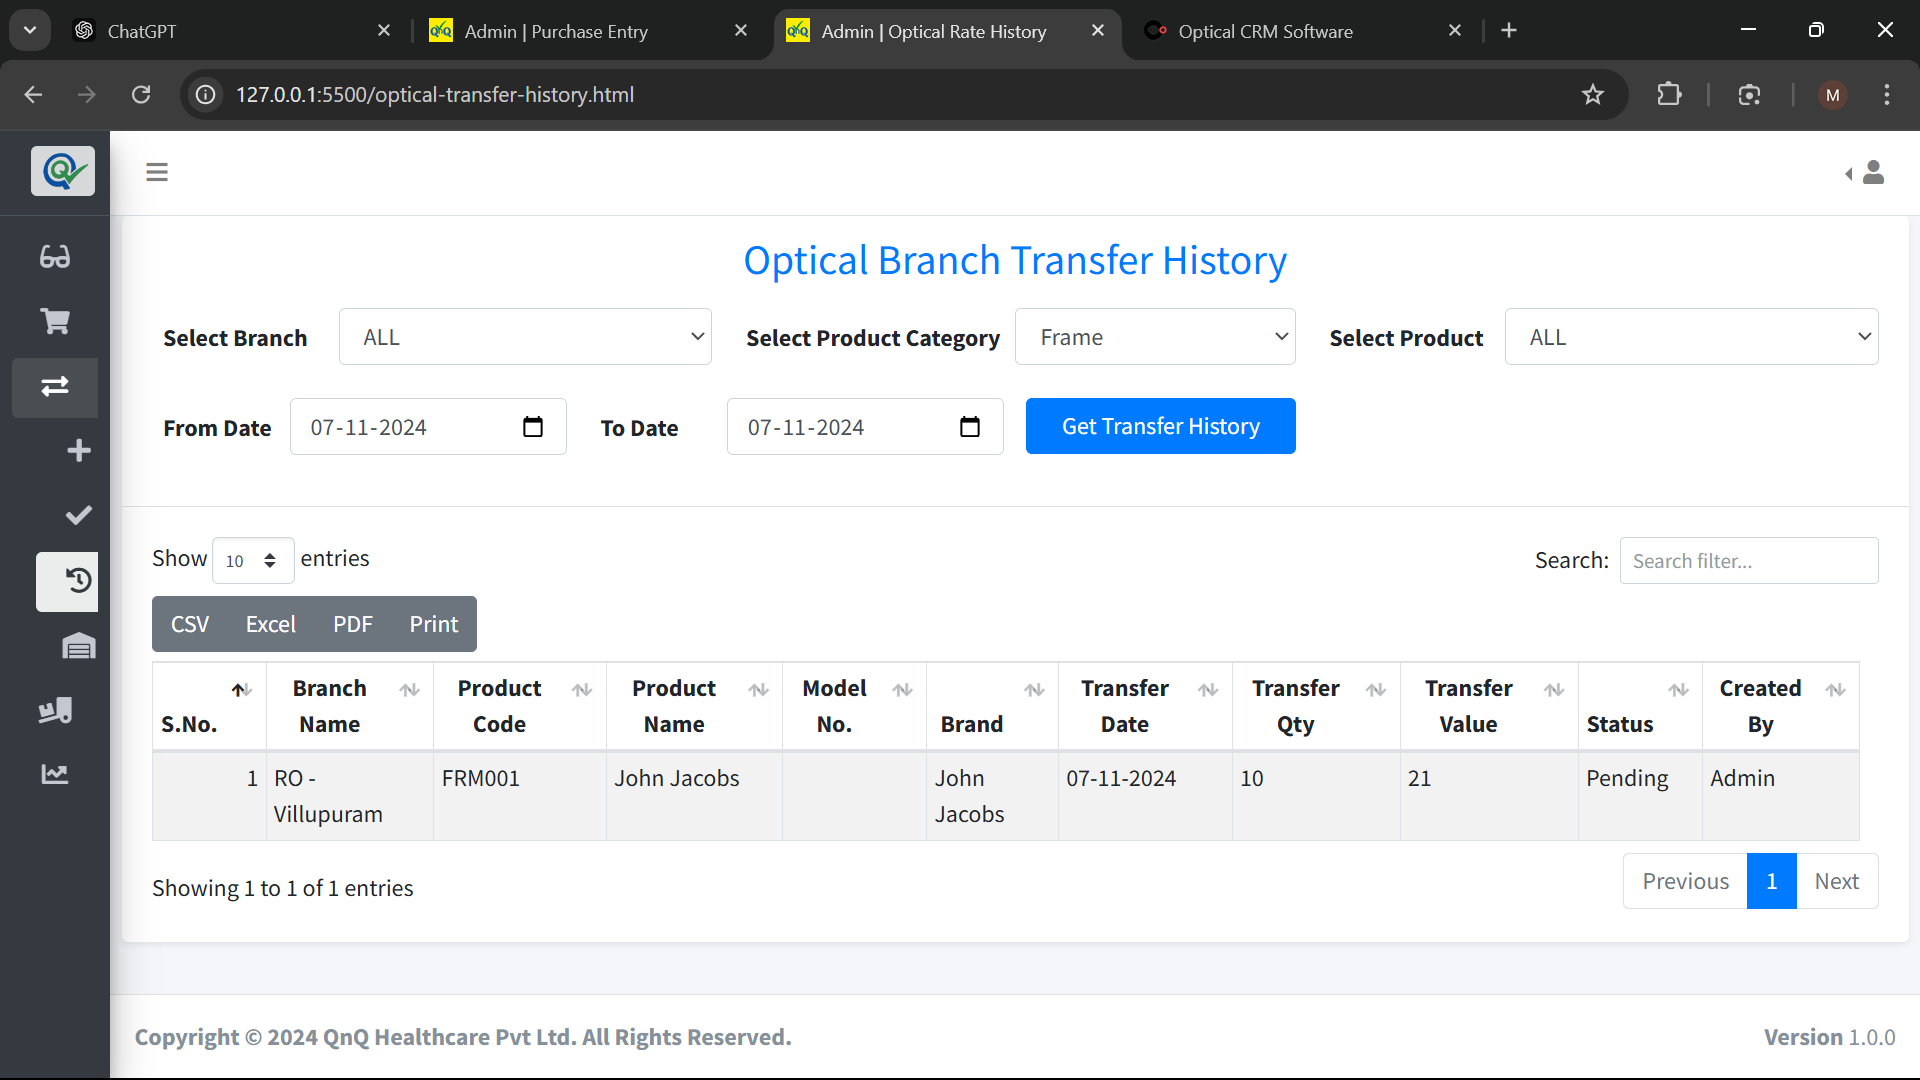 ChatGPT
QnQ Admin | Purchase Entry
QnQ Admin | Optical Rate History
Optical CRM Software
127.0.0.1:5500/optical-transfer-history.html
M
Optical Branch Transfer History
Select Branch ALL Select Product Category Frame Select Product ALL
From Date 07-11-2024 To Date 07-11-2024 Get Transfer History
Show 10 entries Search: Search filter...
CSV Excel PDF Print
S.No. Branch Name Product Code Product Name Model No. Brand Transfer Date Transfer Qty Transfer Value Status Created By
1 RO - Villupuram FRM001 John Jacobs John Jacobs 07-11-2024 10 21 Pending Admin
Showing 1 to 1 of 1 entries Previous 1 Next
Copyright © 2024 QnQ Healthcare Pvt Ltd. All Rights Reserved. Version 1.0.0